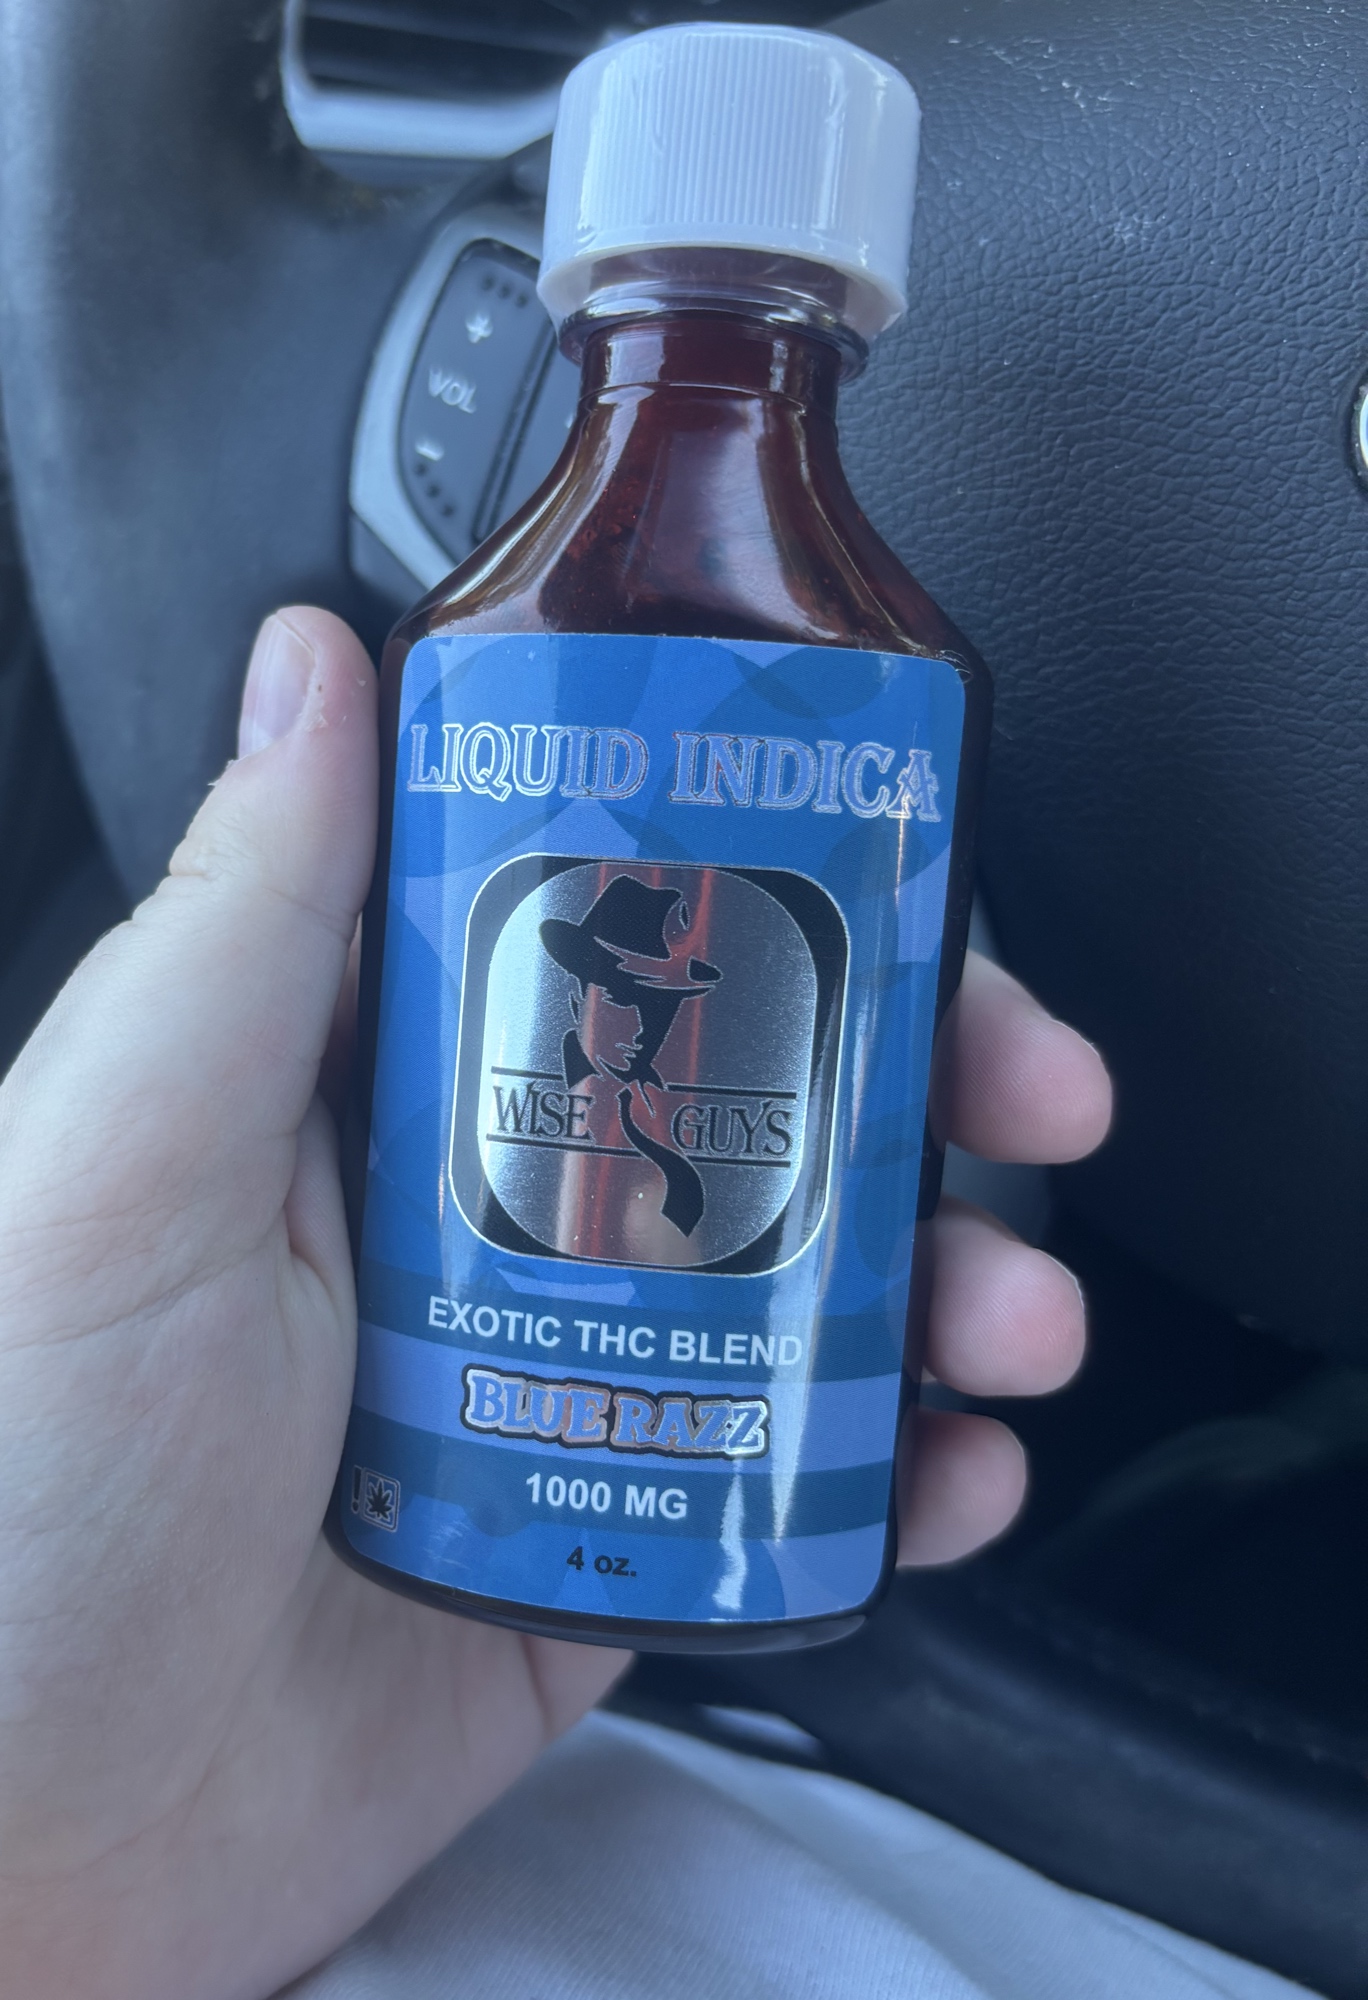 VOL
LIQUID INDICA
WISE GUYS
EXOTIC THC BLEND
BLUE RAZZ
1000 MG
!
4 oz.